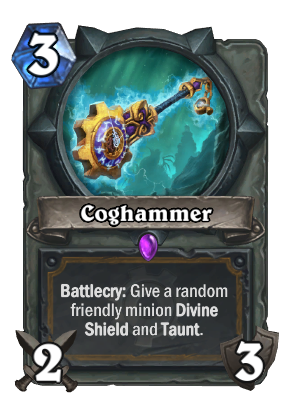 3
Coghammer
Battlecry: Give a random
friendly minion Divine
Shield and Taunt.
2
3